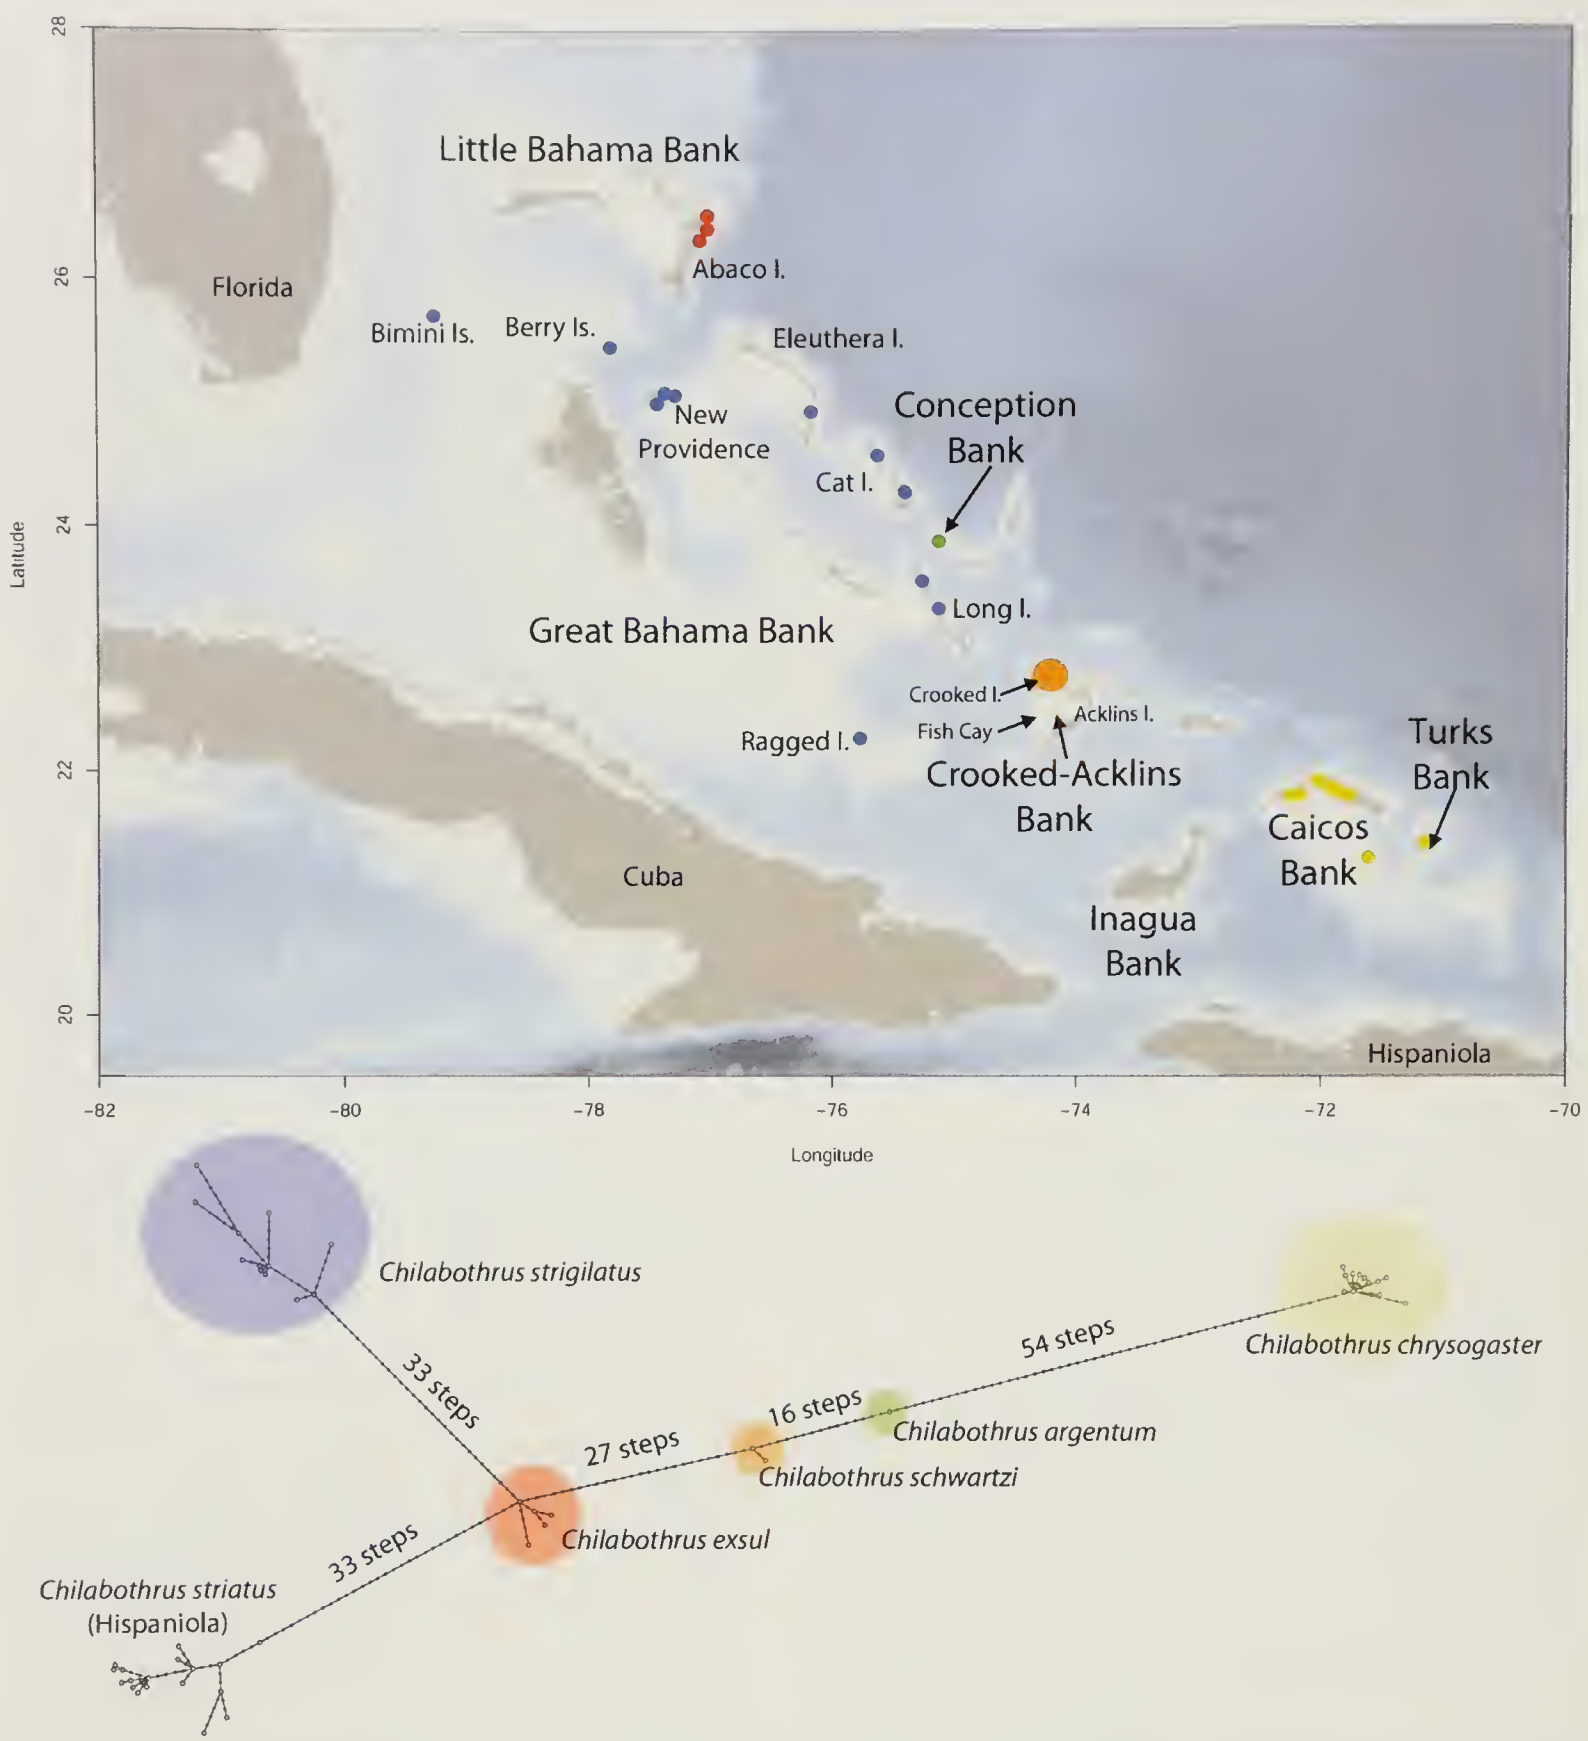 28
Little Bahama Bank
26
Abaco I.
Florida
Bimini Is.
Berry Is.
Eleuthera I.
Conception
Bank
New
Providence
Cat I.
24
Latitude
Long I.
Great Bahama Bank
Crooked I.
Acklins I.
Fish Cay
Ragged I.
Turks
Bank
22
Crooked-Acklins
Bank
Caicos
Bank
Cuba
Inagua
Bank
20
Hispaniola
-82 -80 -78 -76 -74 -72 -70
Longitude
Chilabothrus strigilatus
54 steps
Chilabothrus chrysogaster
33 steps
16 steps
Chilabothrus argentum
27 steps
Chilabothrus schwartzi
Chilabothrus exsul
33 steps
Chilabothrus striatus
(Hispaniola)